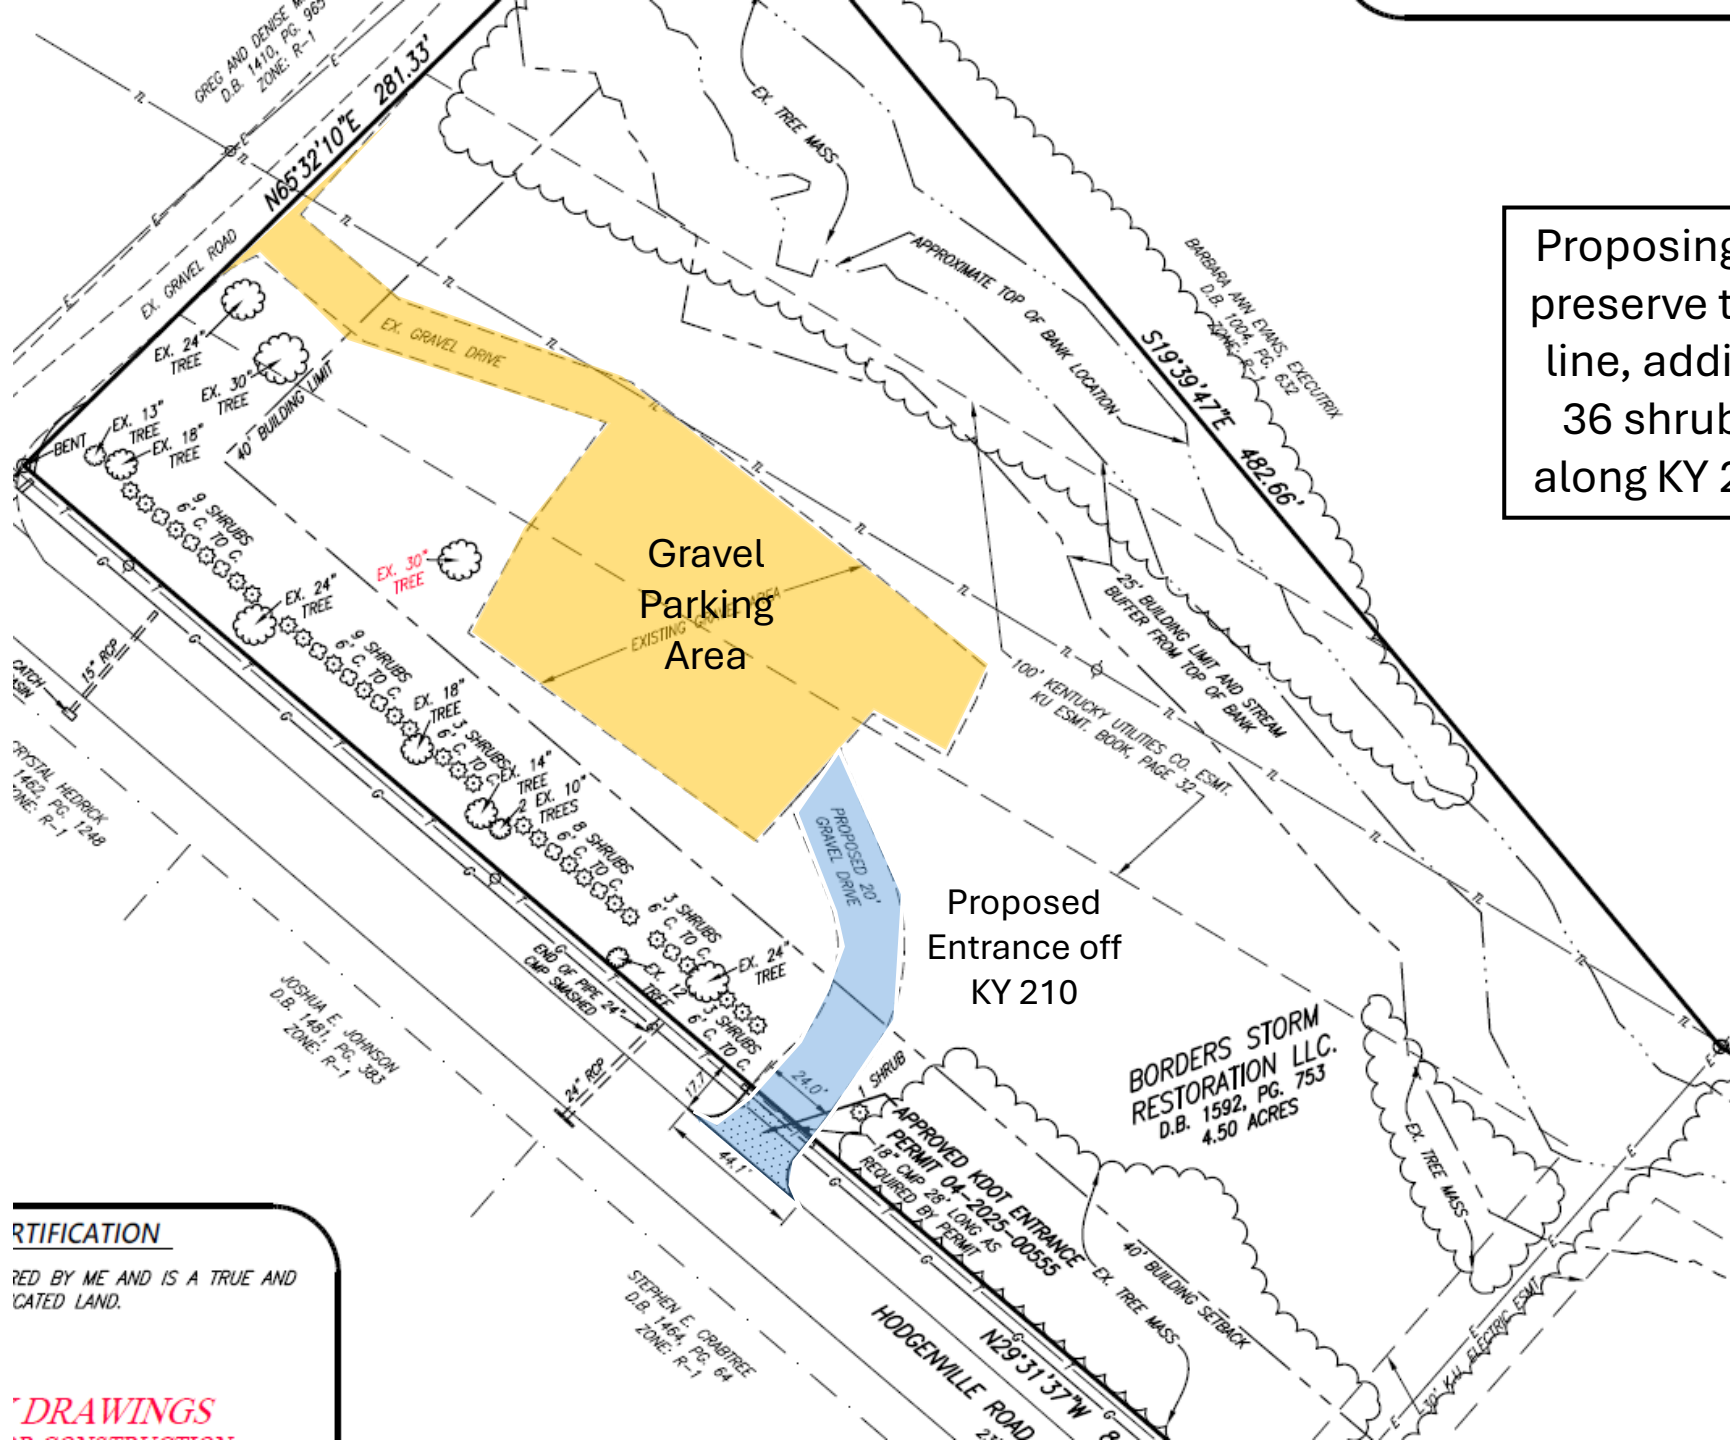 GREG AND DENISE
D.B. 1410, PG. 965
ZONE: R-1
N65°32'10"E 281.33'
EX. GRAVEL ROAD
EX. TREE MASS
APPROXIMATE TOP OF BANK LOCATION
BARBARA ANN EVANS, EXECUTRIX
D.B. 1004, PG. 632
ZONE: R-1
S19°39'47"E 482.66'
Proposing
preserve
line,
36
along KY
EX. GRAVEL DRIVE
EX. 24"
TREE
EX. 30"
TREE
40' BUILDING LIMIT
EX. 13"
TREE
EX. 18"
TREE
BENT
9 SHRUBS
6' C. TO C.
EX. 30"
TREE
Gravel
Parking
Area
EXISTING GRAVEL AREA
EX. 24"
TREE
9 SHRUBS
6' C. TO C.
EX. 18"
TREE
3 SHRUBS
6' C. TO C.
EX. 14"
TREE
2 EX. 10"
TREES
8 SHRUBS
6' C. TO C.
3 SHRUBS
6' C. TO C.
EX. 24"
TREE
EX. 12"
TREE
3 SHRUBS
6' C. TO C.
25' BUILDING LIMIT AND STREAM
BUFFER FROM TOP OF BANK
100' KENTUCKY UTILITIES CO. ESMT.
KU ESMT. BOOK, PAGE 32
15" RCP
CATCH
HEDRICK
1462, PG. 1248
R-1
PROPOSED 20'
GRAVEL DRIVE
Proposed
Entrance off
KY 210
END OF PIPE 24"
CMP SMASHED
24" RCP
17.7'
24.0'
44.1'
1 SHRUB
JOSHUA E. JOHNSON
D.B. 1481, PG. 383
ZONE: R-1
BORDERS STORM
RESTORATION LLC.
D.B. 1592, PG. 753
4.50 ACRES
APPROVED KDOT ENTRANCE
PERMIT 04-2025-00555
18" CMP 28' LONG AS
REQUIRED BY PERMIT
EX. TREE MASS
40' BUILDING SETBACK
EX. TREE MASS
30' K.U. ELECTRIC ESMT
STEPHEN E. CRABTREE
D.B. 1464, PG. 64
ZONE: R-1
HODGENVILLE ROAD
N29°31'37"W
BY ME AND IS A TRUE AND
LAND.
DRAWINGS